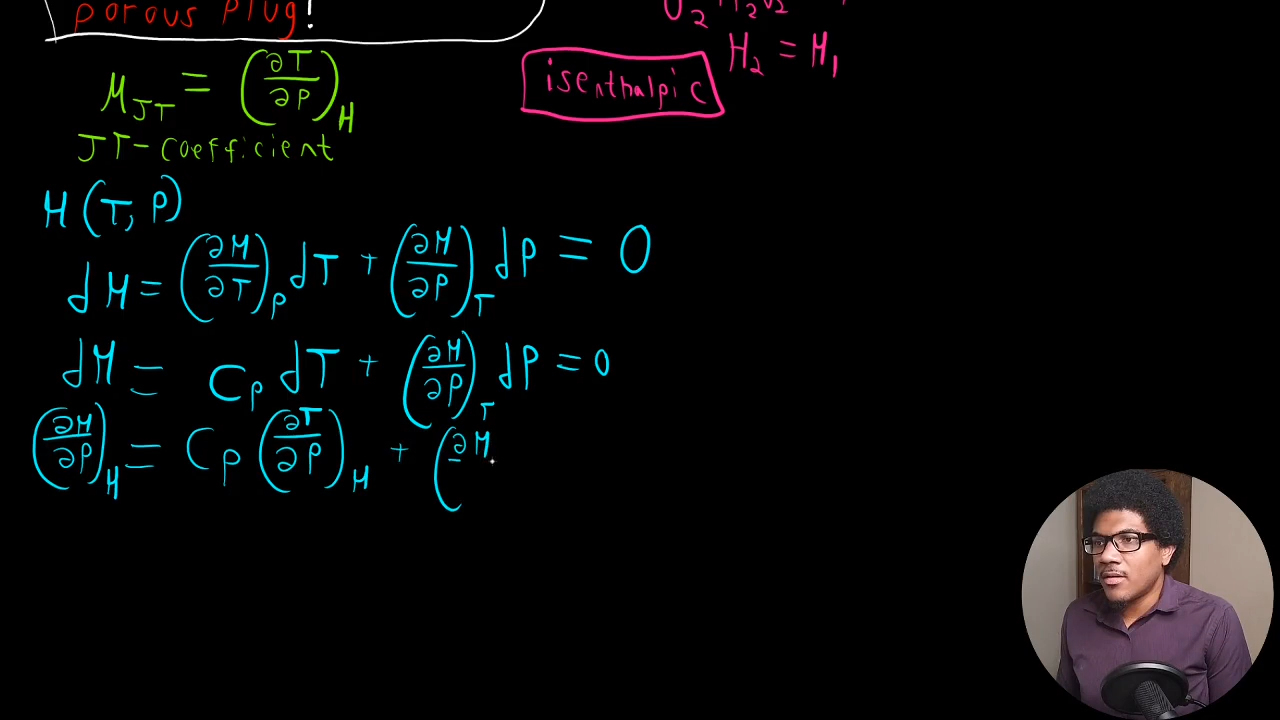 porous plug!
H₂ = H₁
isenthalpic
μ_JT = (∂T/∂P)_H
JT-coefficient
H(T, P)
dH = (∂H/∂T)_P dT + (∂H/∂P)_T dP = 0
dH = C_P dT + (∂H/∂P)_T dP = 0
(∂H/∂P)_H = C_P (∂T/∂P)_H + (∂H